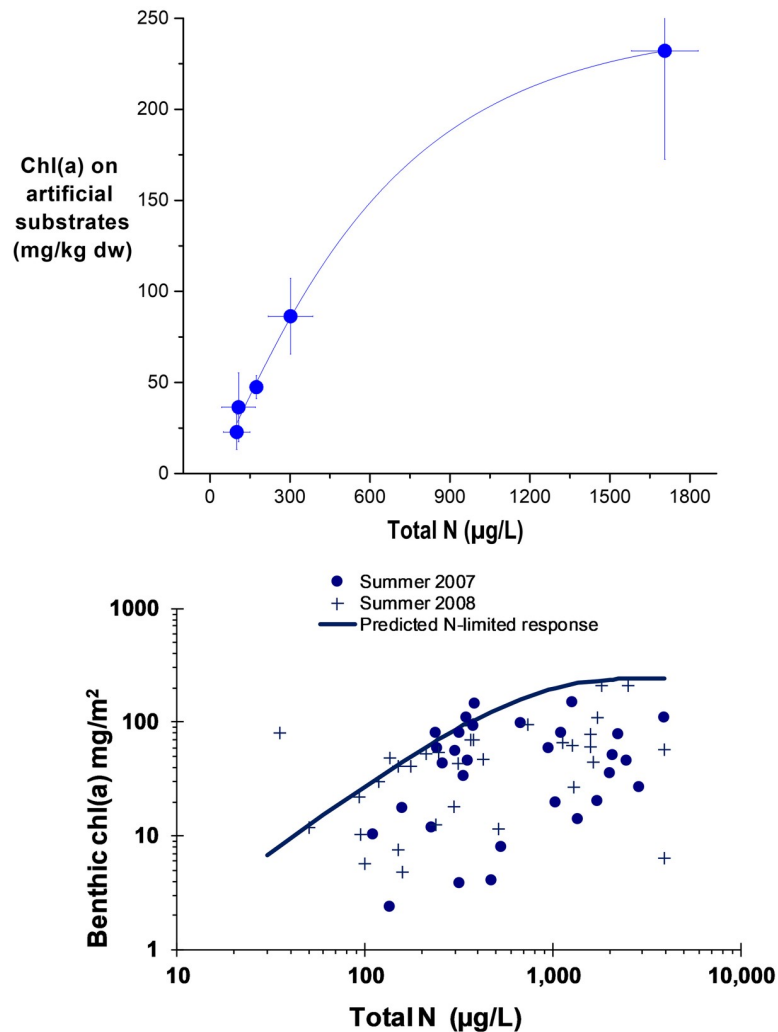 250
200
150
100
50
0
Chl(a) on
artificial
substrates
(mg/kg dw)
0 300 600 900 1200 1500 1800
Total N (µg/L)
Summer 2007
Summer 2008
Predicted N-limited response
1000
100
10
1
Benthic chl(a) mg/m²
10 100 1,000 10,000
Total N (µg/L)